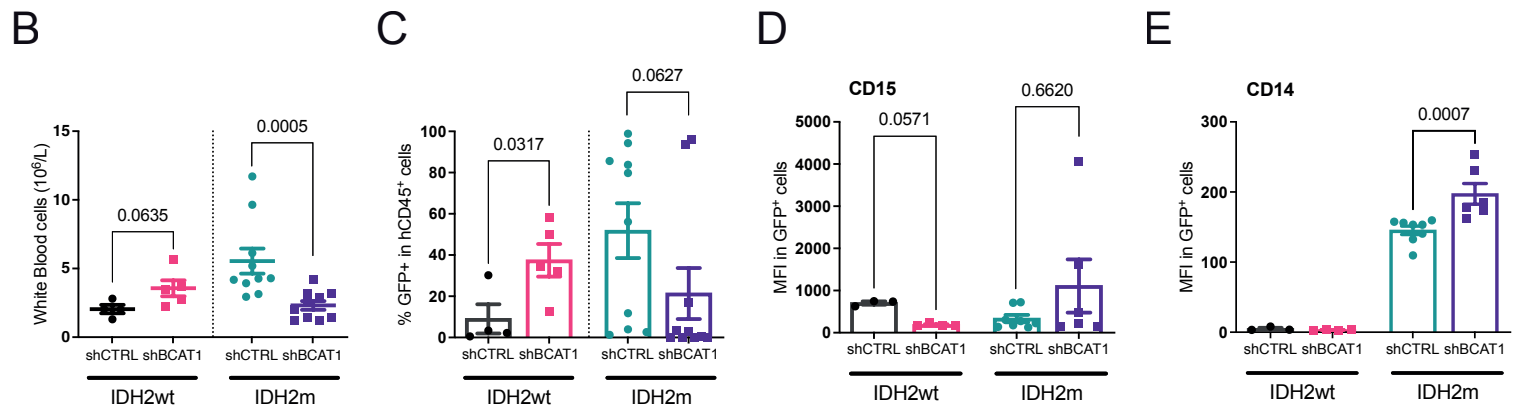 B
White Blood cells (10⁶/L)
15
10
5
0
0.0635
0.0005
shCTRL shBCAT1 shCTRL shBCAT1
IDH2wt IDH2m
C
% GFP+ in hCD45⁺ cells
100
80
60
40
20
0
0.0317
0.0627
shCTRL shBCAT1 shCTRL shBCAT1
IDH2wt IDH2m
D
CD15
MFI in GFP⁺ cells
5000
4000
3000
2000
1000
0
0.0571
0.6620
shCTRL shBCAT1 shCTRL shBCAT1
IDH2wt IDH2m
E
CD14
MFI in GFP⁺ cells
300
200
100
0
0.0007
shCTRL shBCAT1 shCTRL shBCAT1
IDH2wt IDH2m